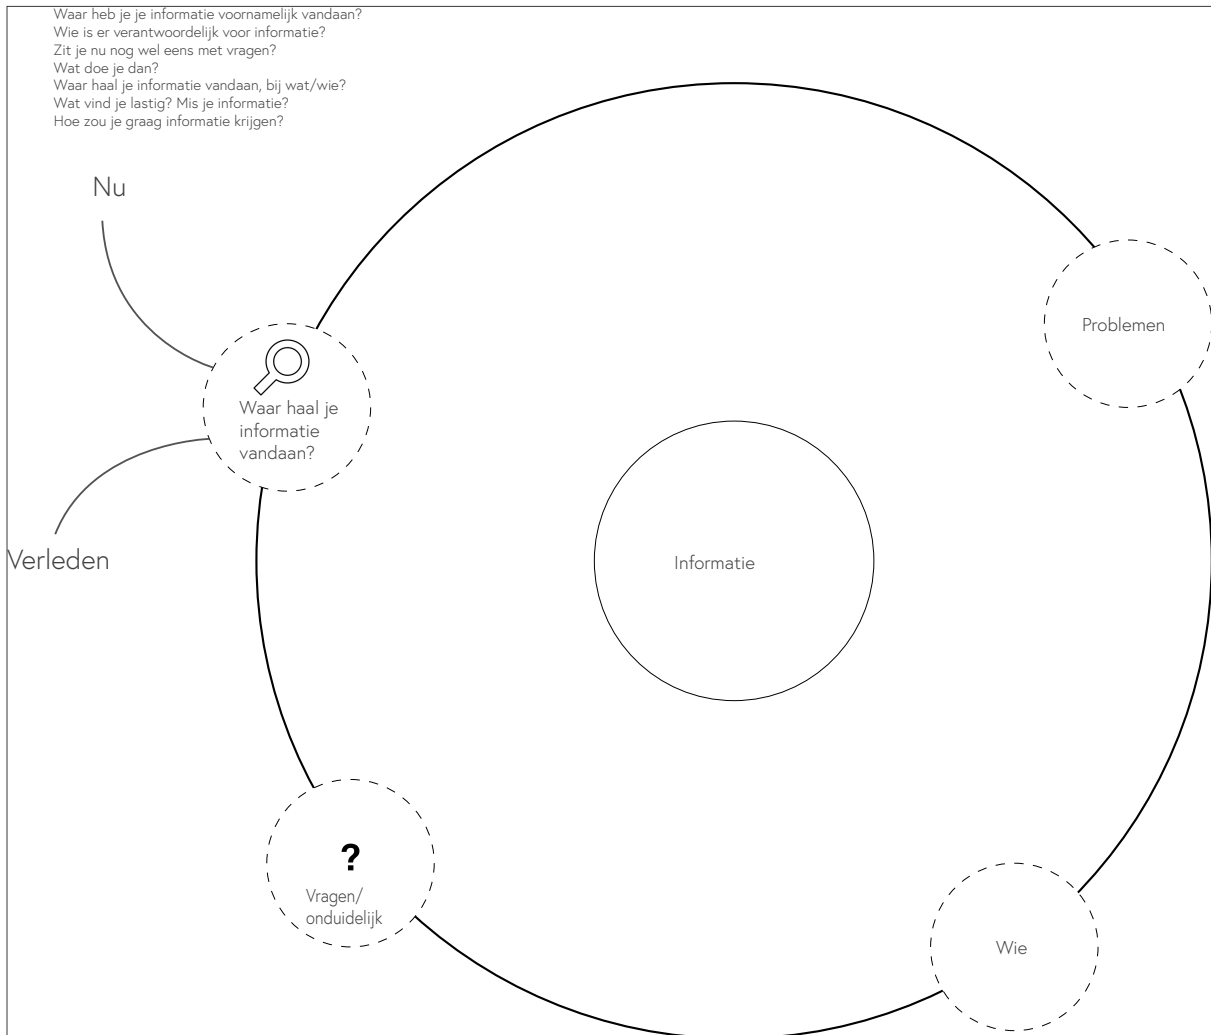 Waar heb je je informatie voornamelijk vandaan?
Wie is er verantwoordelijk voor informatie?
Zit je nu nog wel eens met vragen?
Wat doe je dan?
Waar haal je informatie vandaan, bij wat/wie?
Wat vind je lastig? Mis je informatie?
Hoe zou je graag informatie krijgen?
Nu
Problemen
Waar haal je
informatie
vandaan?
Verleden
Informatie
?
Vragen/
onduidelijk
Wie